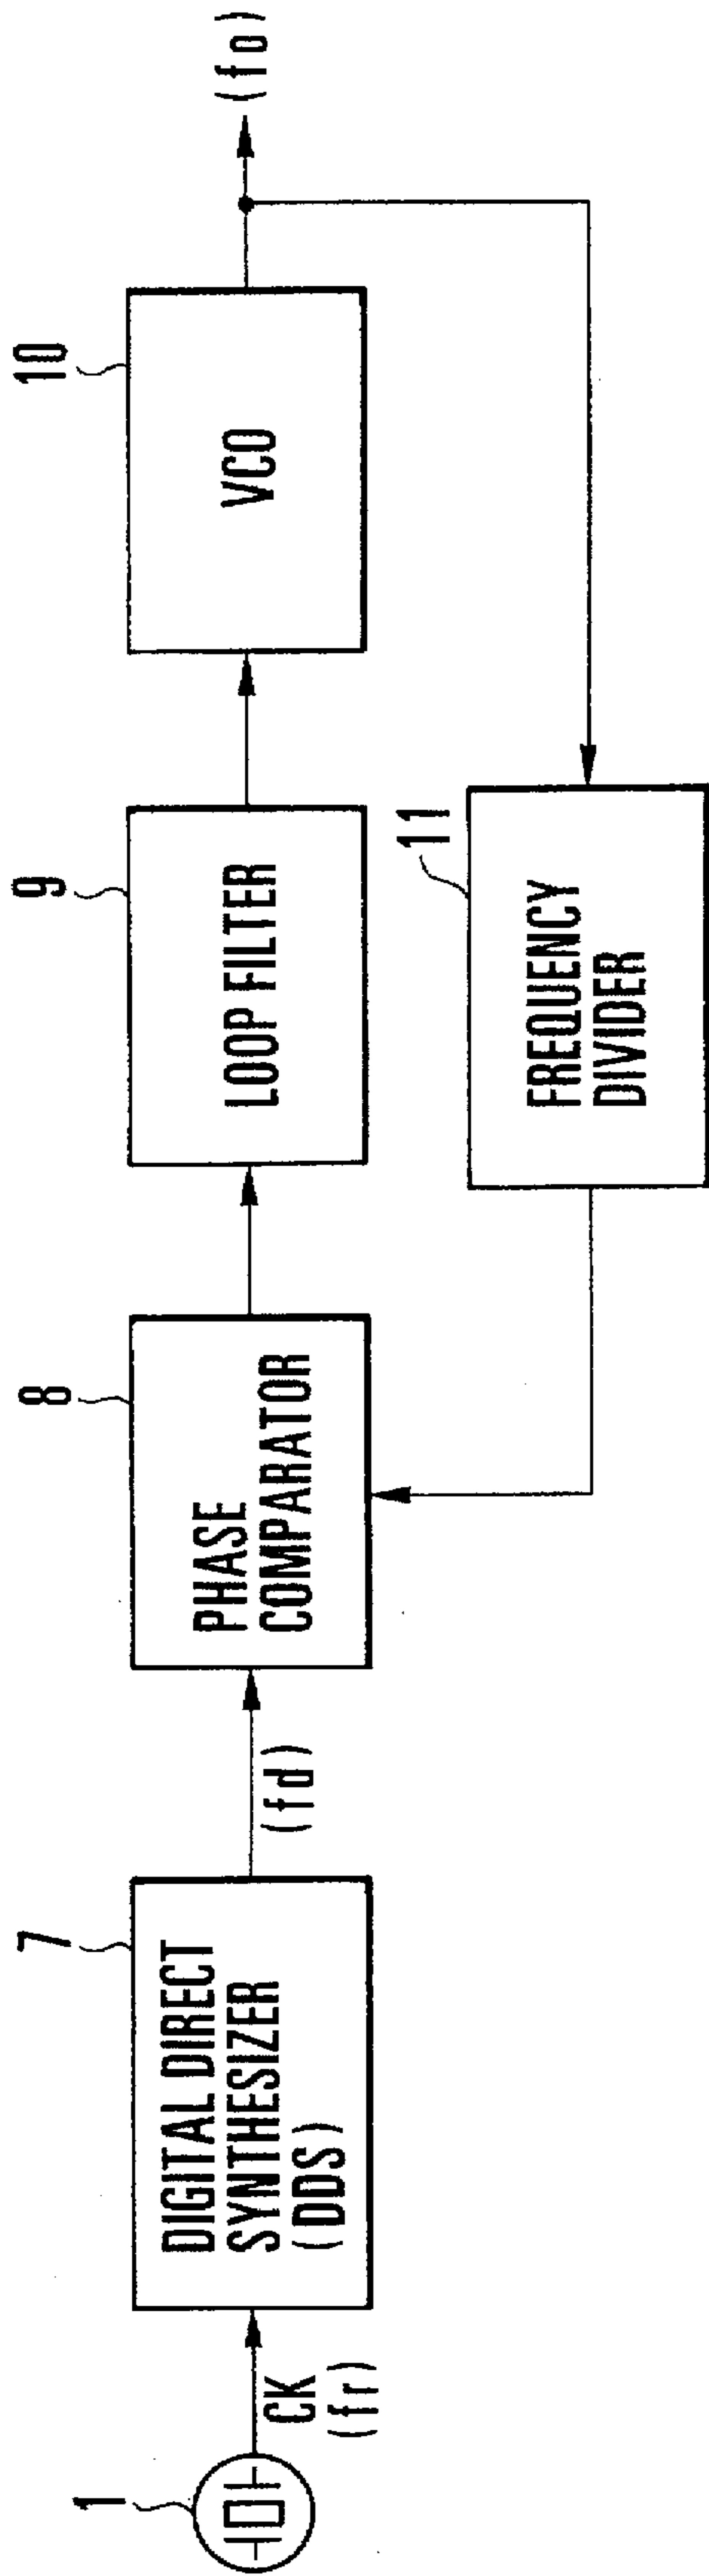 1
CK
(fr)
7
DIGITAL DIRECT
SYNTHESIZER
(DDS)
(fd)
8
PHASE
COMPARATOR
9
LOOP FILTER
10
VCO
(fo)
11
FREQUENCY
DIVIDER